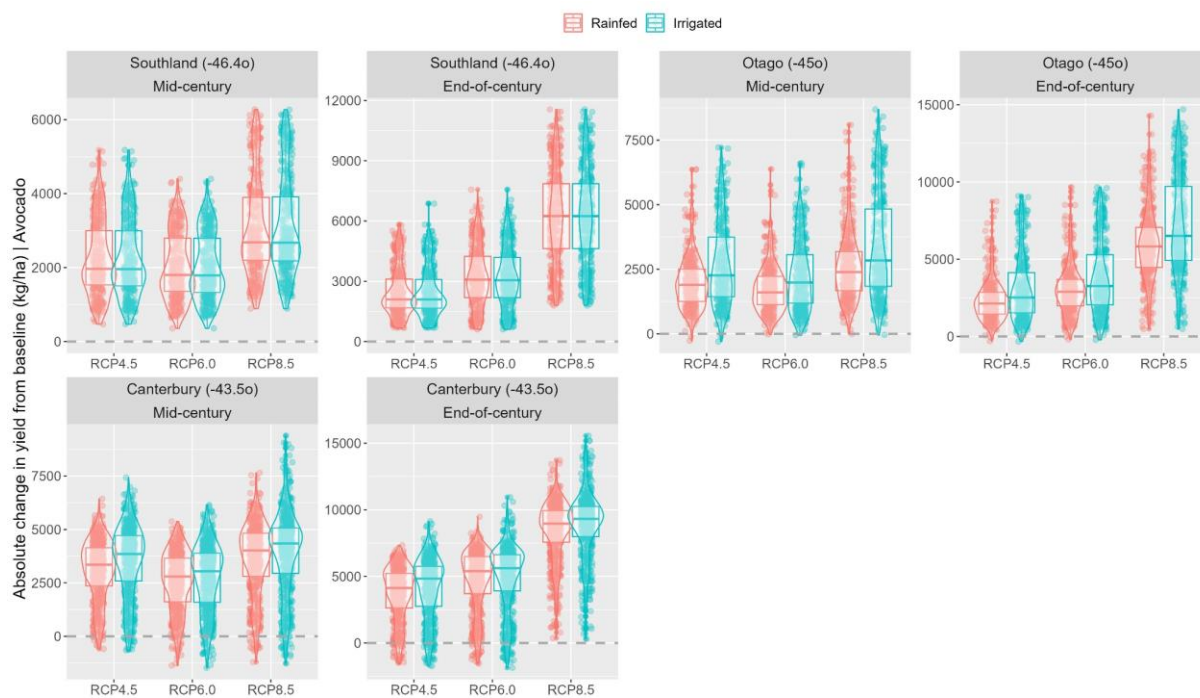 Rainfed Irrigated
Southland (-46.4o)
Mid-century
Southland (-46.4o)
End-of-century
Otago (-45o)
Mid-century
Otago (-45o)
End-of-century
Absolute change in yield from baseline (kg/ha) | Avocado
6000
4000
2000
0
RCP4.5 RCP6.0 RCP8.5
12000
9000
6000
3000
0
RCP4.5 RCP6.0 RCP8.5
7500
5000
2500
0
RCP4.5 RCP6.0 RCP8.5
15000
10000
5000
0
RCP4.5 RCP6.0 RCP8.5
Canterbury (-43.5o)
Mid-century
Canterbury (-43.5o)
End-of-century
7500
5000
2500
0
RCP4.5 RCP6.0 RCP8.5
15000
10000
5000
0
RCP4.5 RCP6.0 RCP8.5